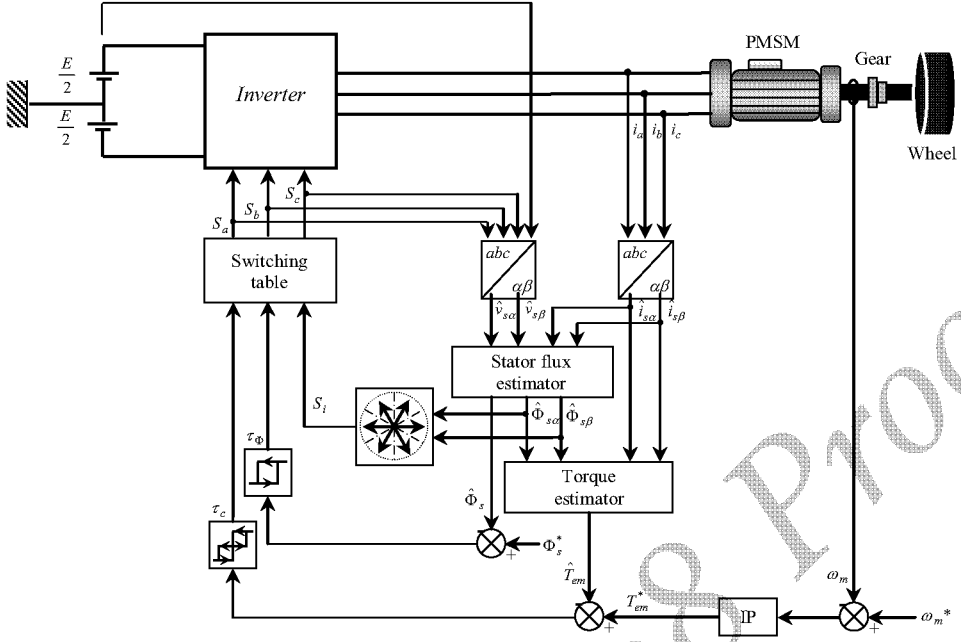 PMSM
Gear
E/2
E/2
Inverter
i_a i_b i_c
Wheel
S_a S_b S_c
Switching
table
abc
αβ
abc
αβ
v̂_sα v̂_sβ
î_sα î_sβ
Stator flux
estimator
S_i
Φ̂_sα Φ̂_sβ
τ_Φ
Torque
estimator
τ_c
Φ̂_s
Φ_s*
+
T̂_em
ω_m
T_em*
+
IP
+
ω_m*
s Proo